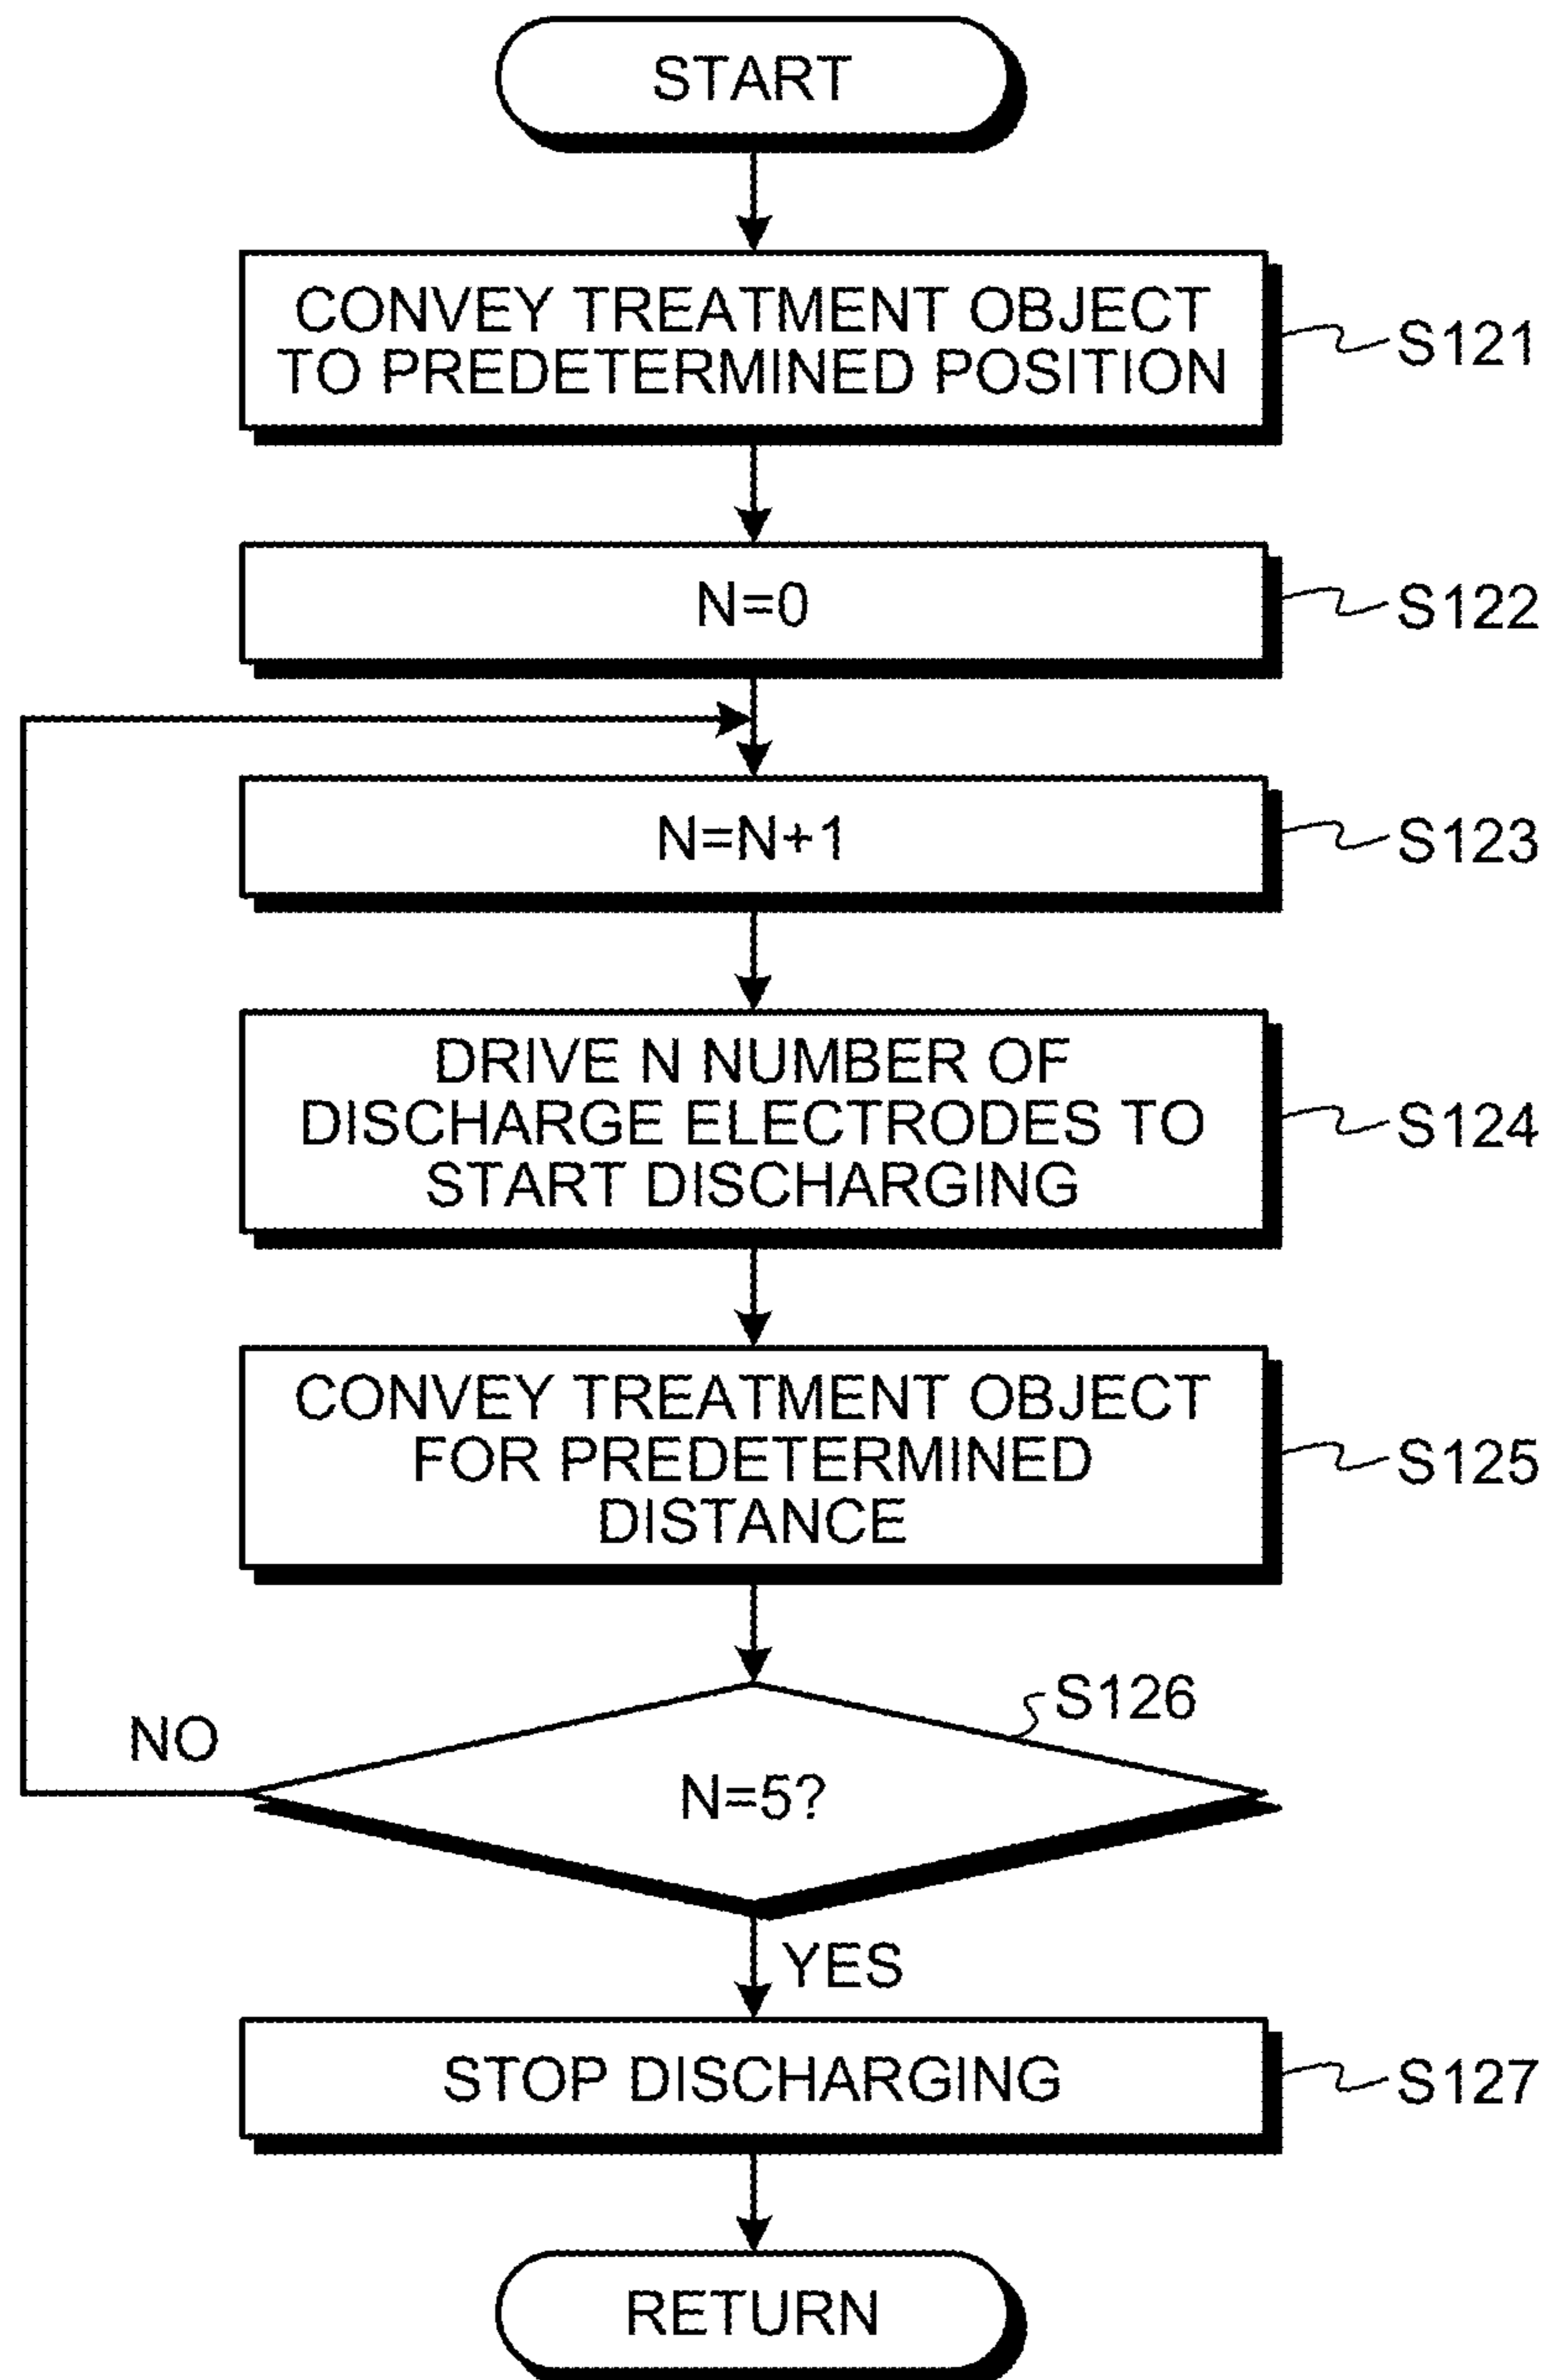 START
CONVEY TREATMENT OBJECT
TO PREDETERMINED POSITION
S121
N=0
S122
N=N+1
S123
DRIVE N NUMBER OF
DISCHARGE ELECTRODES TO
START DISCHARGING
S124
CONVEY TREATMENT OBJECT
FOR PREDETERMINED
DISTANCE
S125
S126
NO
N=5?
YES
STOP DISCHARGING
S127
RETURN